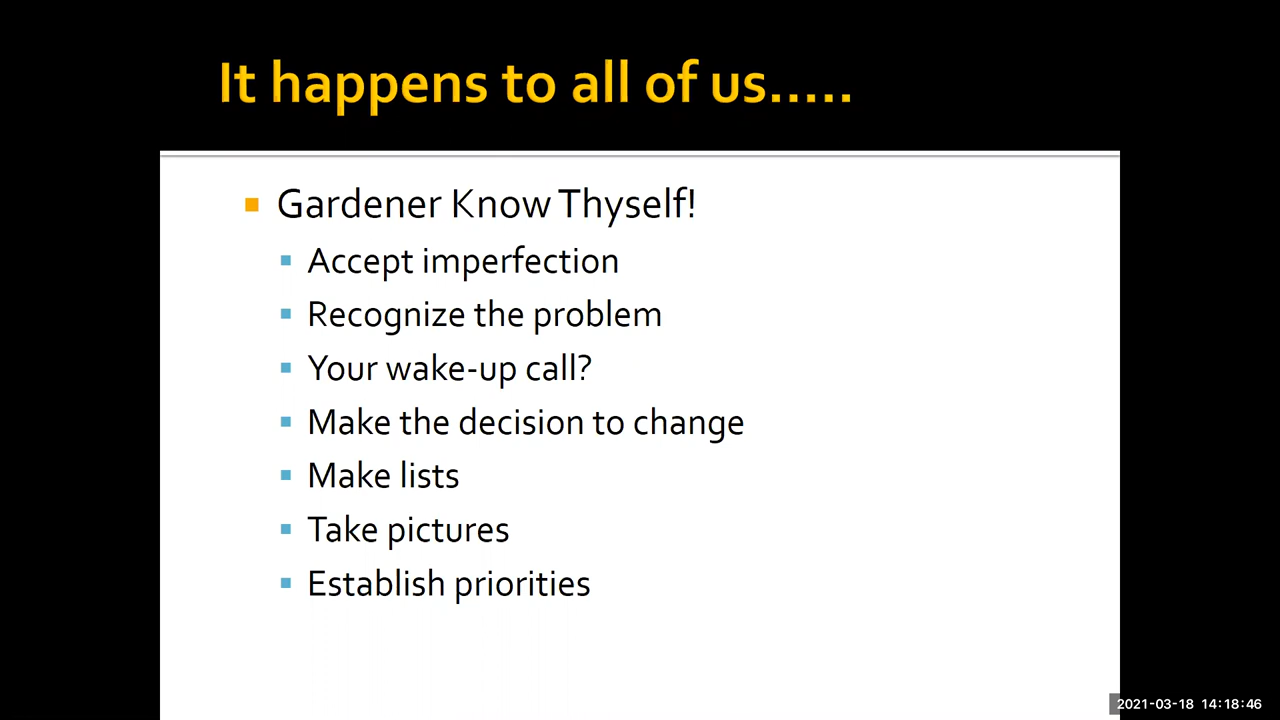 It happens to all of us.....
Gardener Know Thyself!
Accept imperfection
Recognize the problem
Your wake-up call?
Make the decision to change
Make lists
Take pictures
Establish priorities
2021-03-18 14:18:46